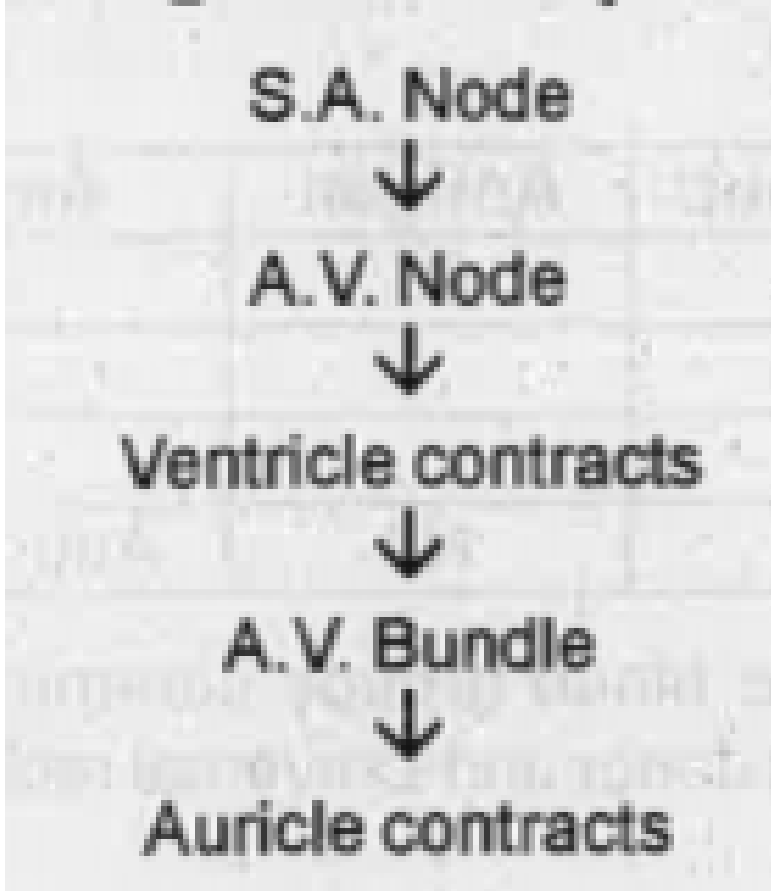 S.A. Node
↓
A.V. Node
↓
Ventricle contracts
↓
A.V. Bundle
↓
Auricle contracts